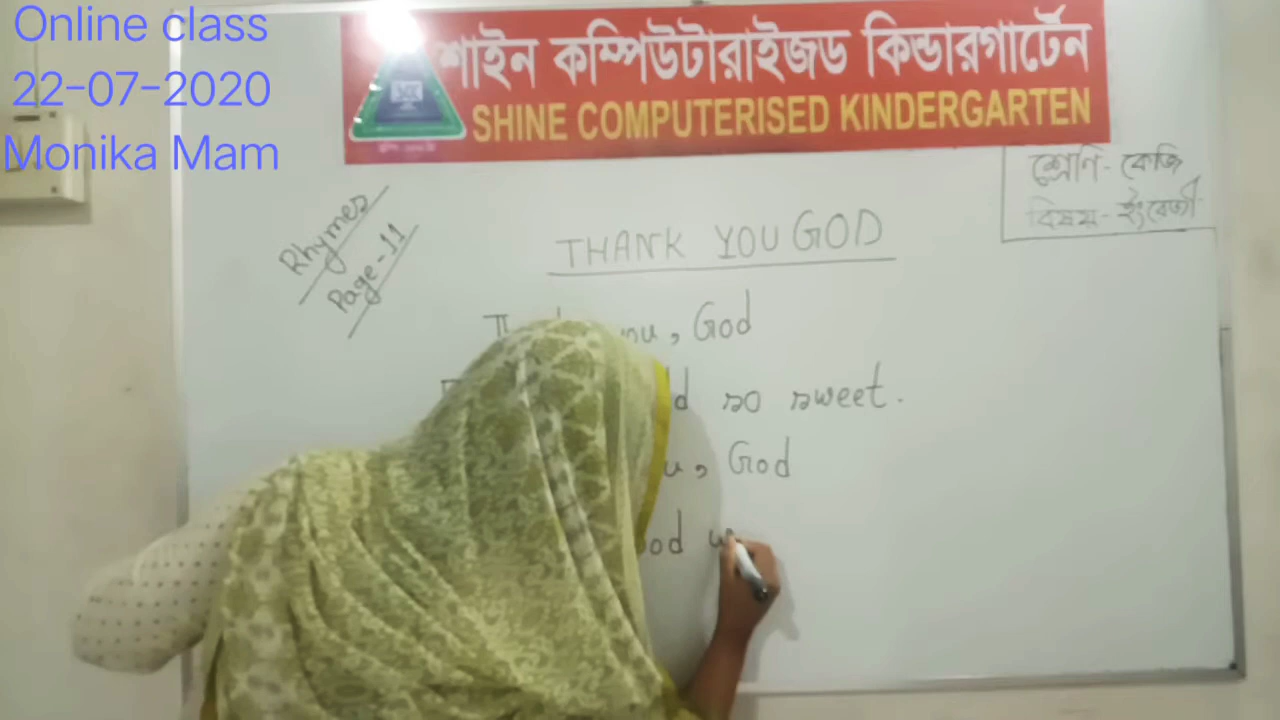 Online class
22-07-2020
Monika Mam
শাইন কম্পিউটারাইজড কিন্ডারগার্টেন
SHINE COMPUTERISED KINDERGARTEN
শ্রেণি - কেজি
বিষয় - ইংরেজী
Rhymes
Page-11
THANK YOU GOD
, God
so sweet.
, God